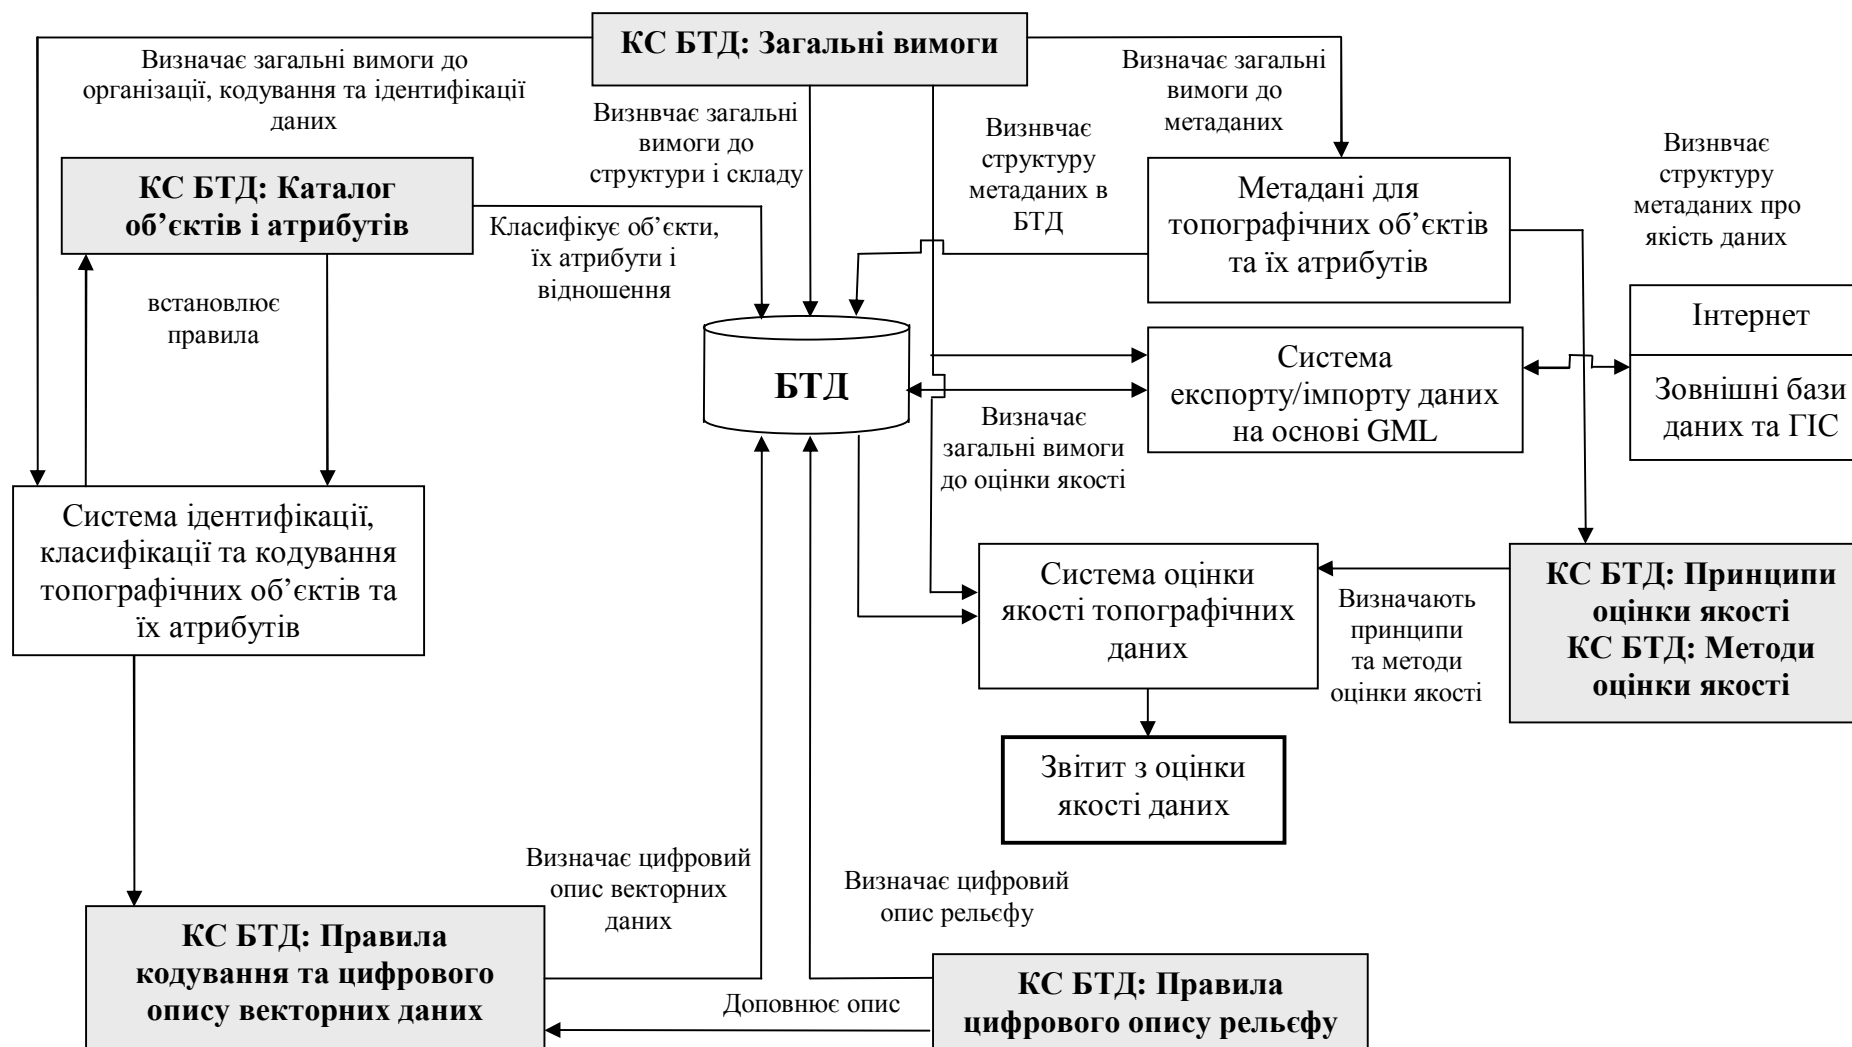 КС БТД: Загальні вимоги
Визначає загальні вимоги до
організації, кодування та ідентифікації
даних
Визнвчає загальні
вимоги до
структури і складу
Визнвчає
структуру
метаданих в
БТД
Визначає загальні
вимоги до
метаданих
Визнвчає
структуру
метаданих про
якість даних
КС БТД: Каталог
об’єктів і атрибутів
Класифікує об’єкти,
їх атрибути і
відношення
Метадані для
топографічних об’єктів
та їх атрибутів
встановлює
правила
БТД
Система
експорту/імпорту даних
на основі GML
Інтернет
Зовнішні бази
даних та ГІС
Визначає
загальні вимоги
до оцінки якості
Система ідентифікації,
класифікації та кодування
топографічних об’єктів та
їх атрибутів
Система оцінки
якості топографічних
даних
Визначають
принципи
та методи
оцінки якості
КС БТД: Принципи
оцінки якості
КС БТД: Методи
оцінки якості
Звітит з оцінки
якості даних
Визначає цифровий
опис векторних
даних
Визначає цифровий
опис рельєфу
КС БТД: Правила
кодування та цифрового
опису векторних даних
Доповнює опис
КС БТД: Правила
цифрового опису рельєфу